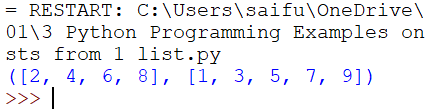 = RESTART: C:\Users\saifu\OneDrive\
01\3 Python Programming Examples on
sts from 1 list.py
([2, 4, 6, 8], [1, 3, 5, 7, 9])
>>>